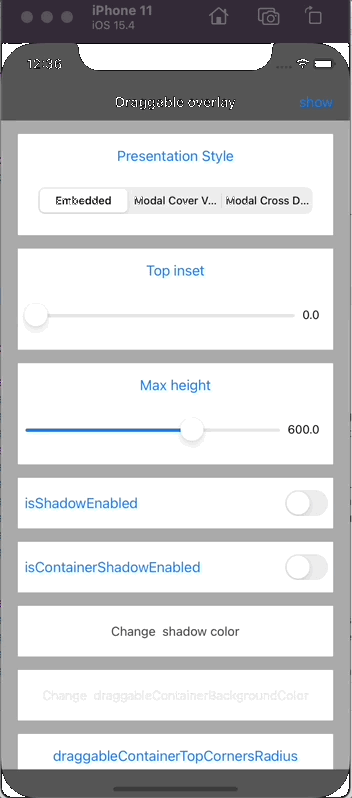 iPhone 11
iOS 15.4
12:36
Draggable overlay
show
Presentation Style
Embedded
Modal Cover V...
Modal Cross D...
Top inset
0.0
Max height
600.0
isShadowEnabled
isContainerShadowEnabled
Change  shadow color
Change  draggableContainerBackgroundColor
draggableContainerTopCornersRadius